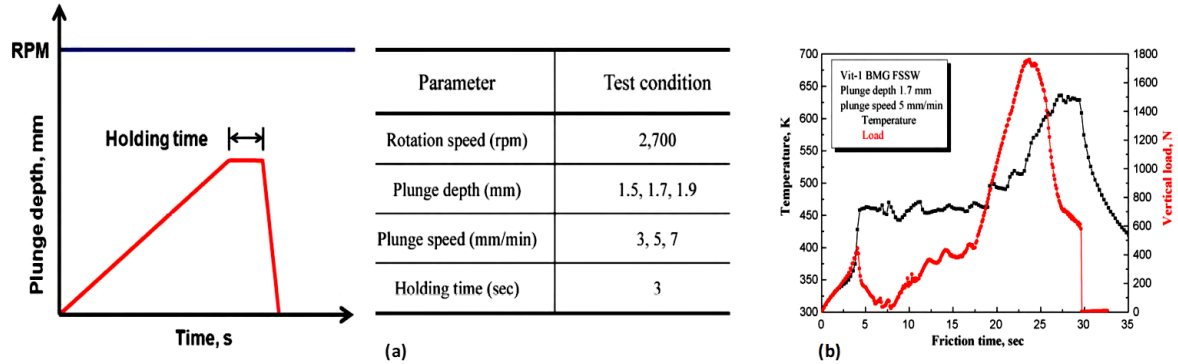 RPM
Holding time
Plunge depth, mm
Time, s
Parameter Test condition
Rotation speed (rpm) 2,700
Plunge depth (mm) 1.5, 1.7, 1.9
Plunge speed (mm/min) 3, 5, 7
Holding time (sec) 3
(a)
700
650
600
550
500
450
400
350
300
Temperature, K
Vit-1 BMG FSSW
Plunge depth 1.7 mm
plunge speed 5 mm/min
Temperature
Load
1800
1600
1400
1200
1000
800
600
400
200
0
Vertical load, N
0 5 10 15 20 25 30 35
Friction time, sec
(b)